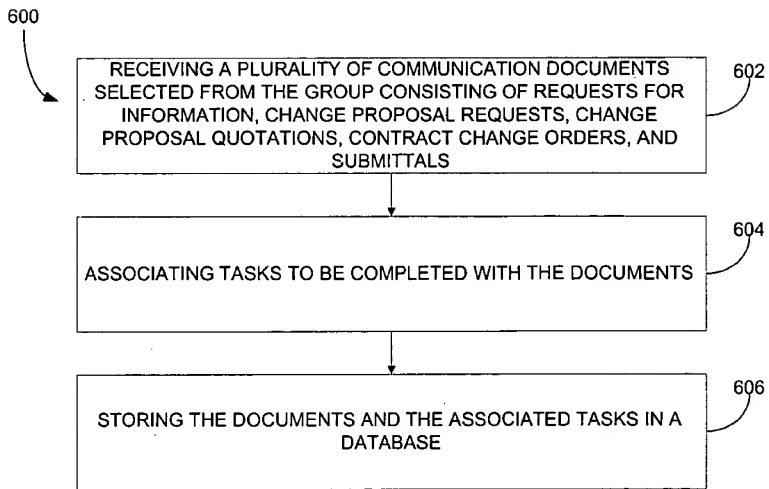 600
RECEIVING A PLURALITY OF COMMUNICATION DOCUMENTS
SELECTED FROM THE GROUP CONSISTING OF REQUESTS FOR
INFORMATION, CHANGE PROPOSAL REQUESTS, CHANGE
PROPOSAL QUOTATIONS, CONTRACT CHANGE ORDERS, AND
SUBMITTALS
602
ASSOCIATING TASKS TO BE COMPLETED WITH THE DOCUMENTS
604
STORING THE DOCUMENTS AND THE ASSOCIATED TASKS IN A
DATABASE
606